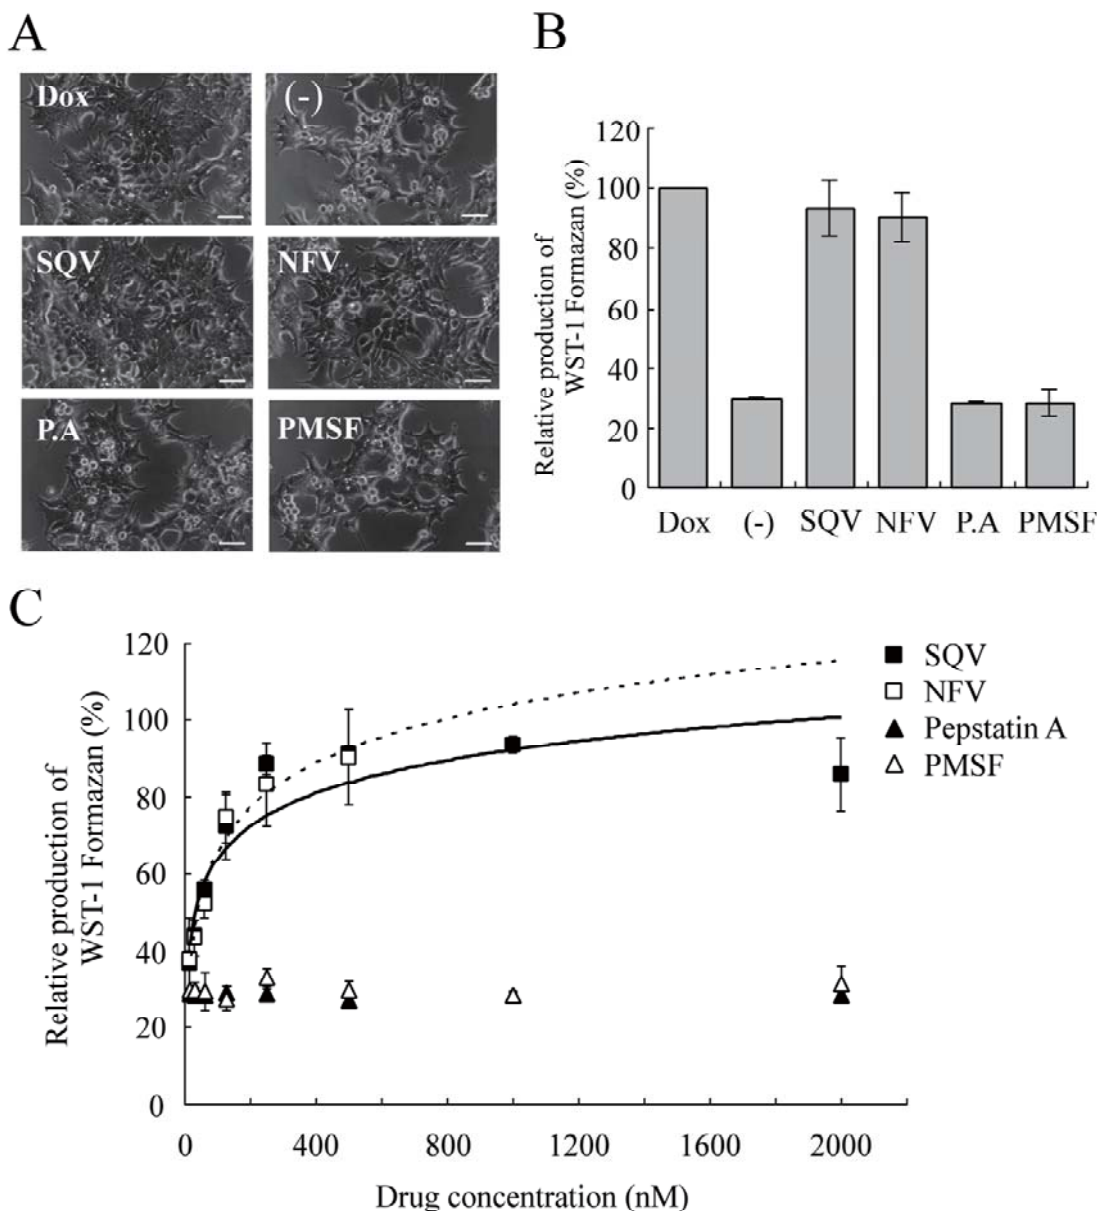 A
Dox
(-)
SQV
NFV
P.A
PMSF
B
Relative production of
WST-1 Formazan (%)
120
100
80
60
40
20
0
Dox
(-)
SQV
NFV
P.A
PMSF
C
Relative production of
WST-1 Formazan (%)
120
100
80
60
40
20
0
0
400
800
1200
1600
2000
Drug concentration (nM)
SQV
NFV
Pepstatin A
PMSF